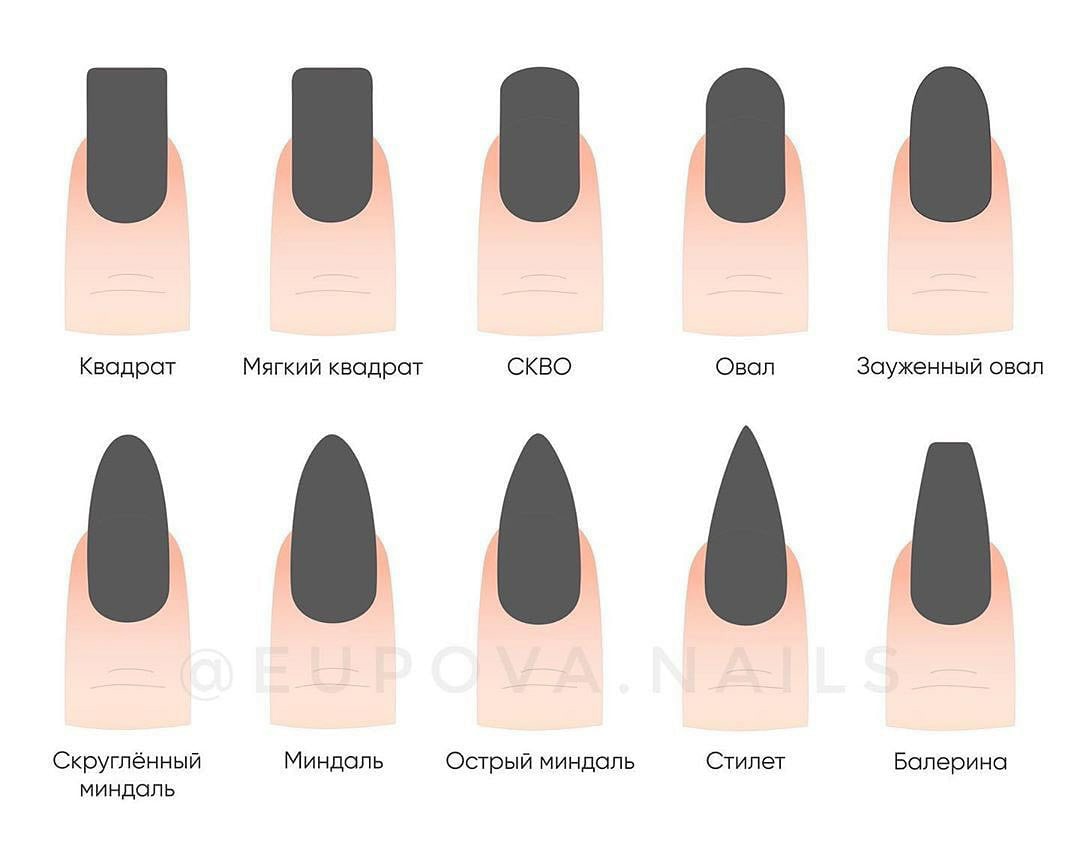 Квадрат
Мягкий квадрат
СКВО
Овал
Зауженный овал
@EUPOVA.NAILS
Скруглённый
миндаль
Миндаль
Острый миндаль
Стилет
Балерина